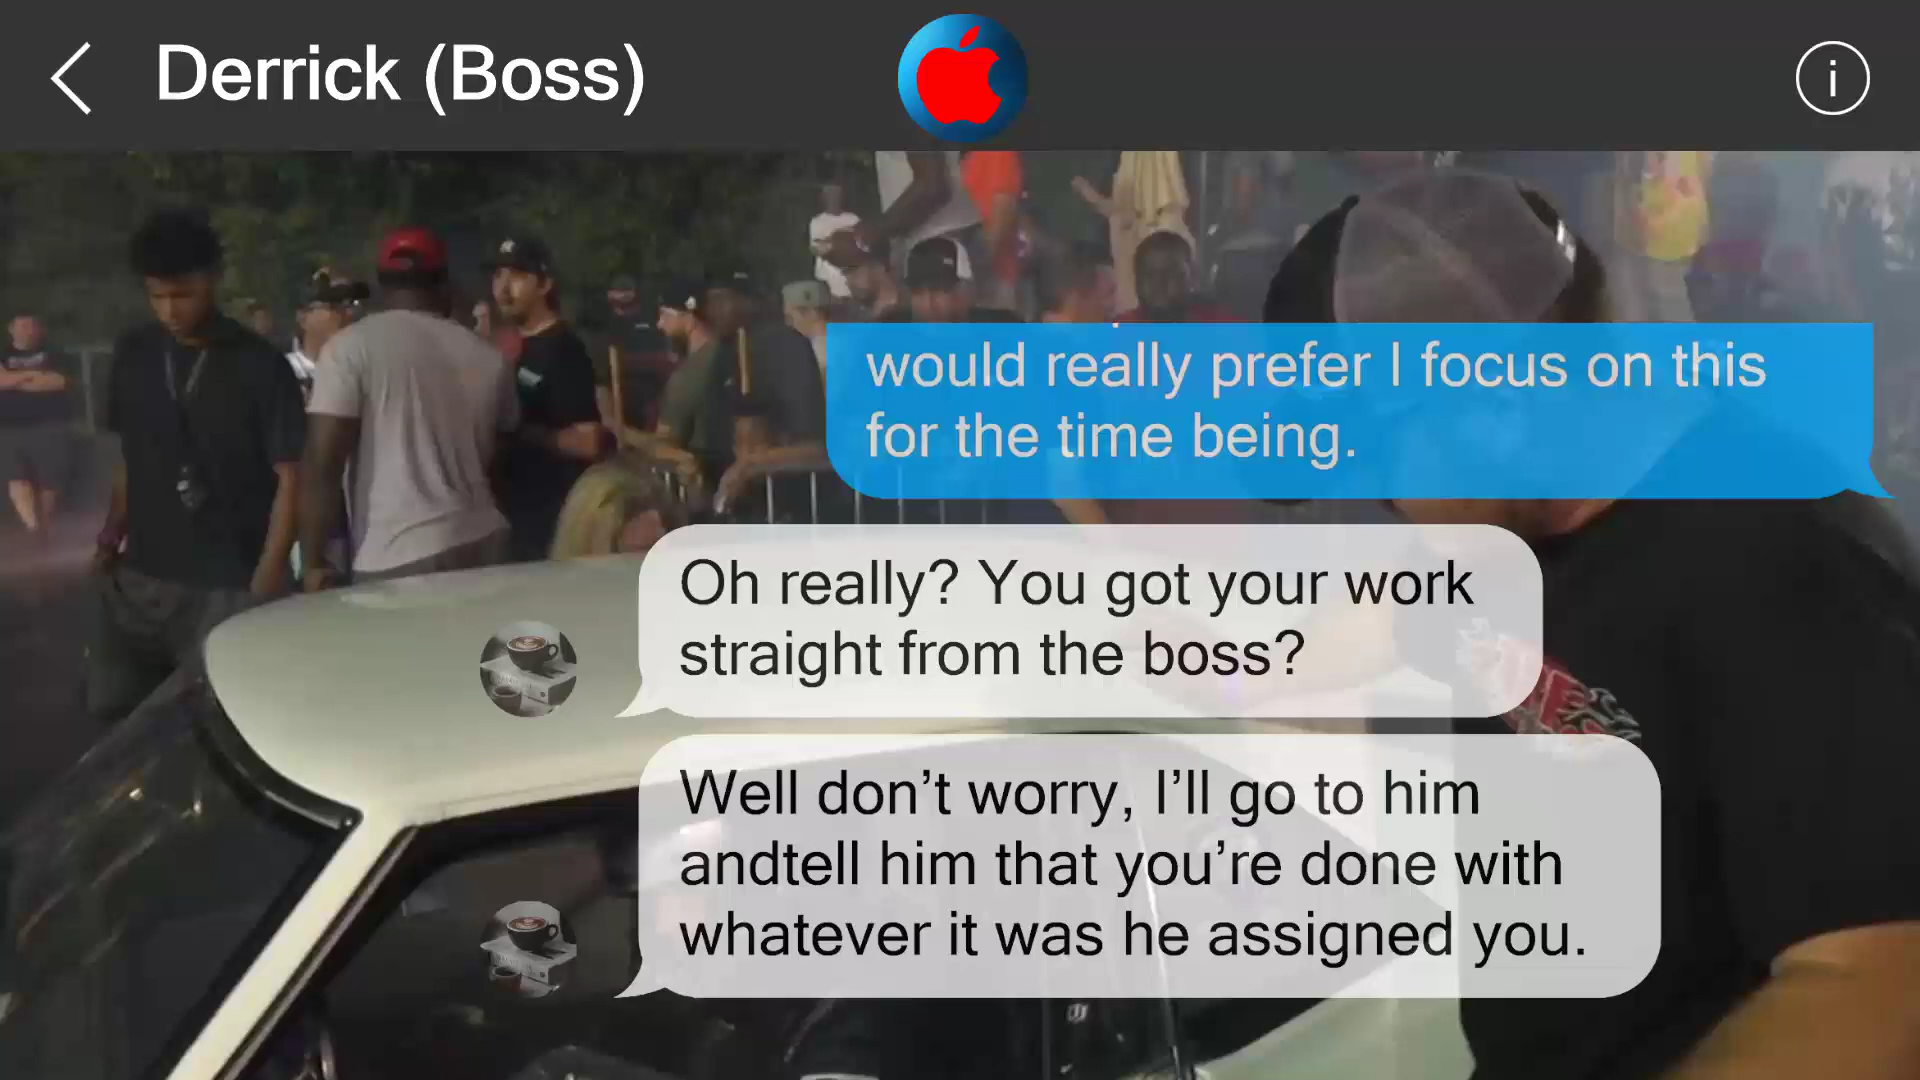 Derrick (Boss)
would really prefer I focus on this
for the time being.
Oh really? You got your work
straight from the boss?
Well don’t worry, I’ll go to him
andtell him that you’re done with
whatever it was he assigned you.